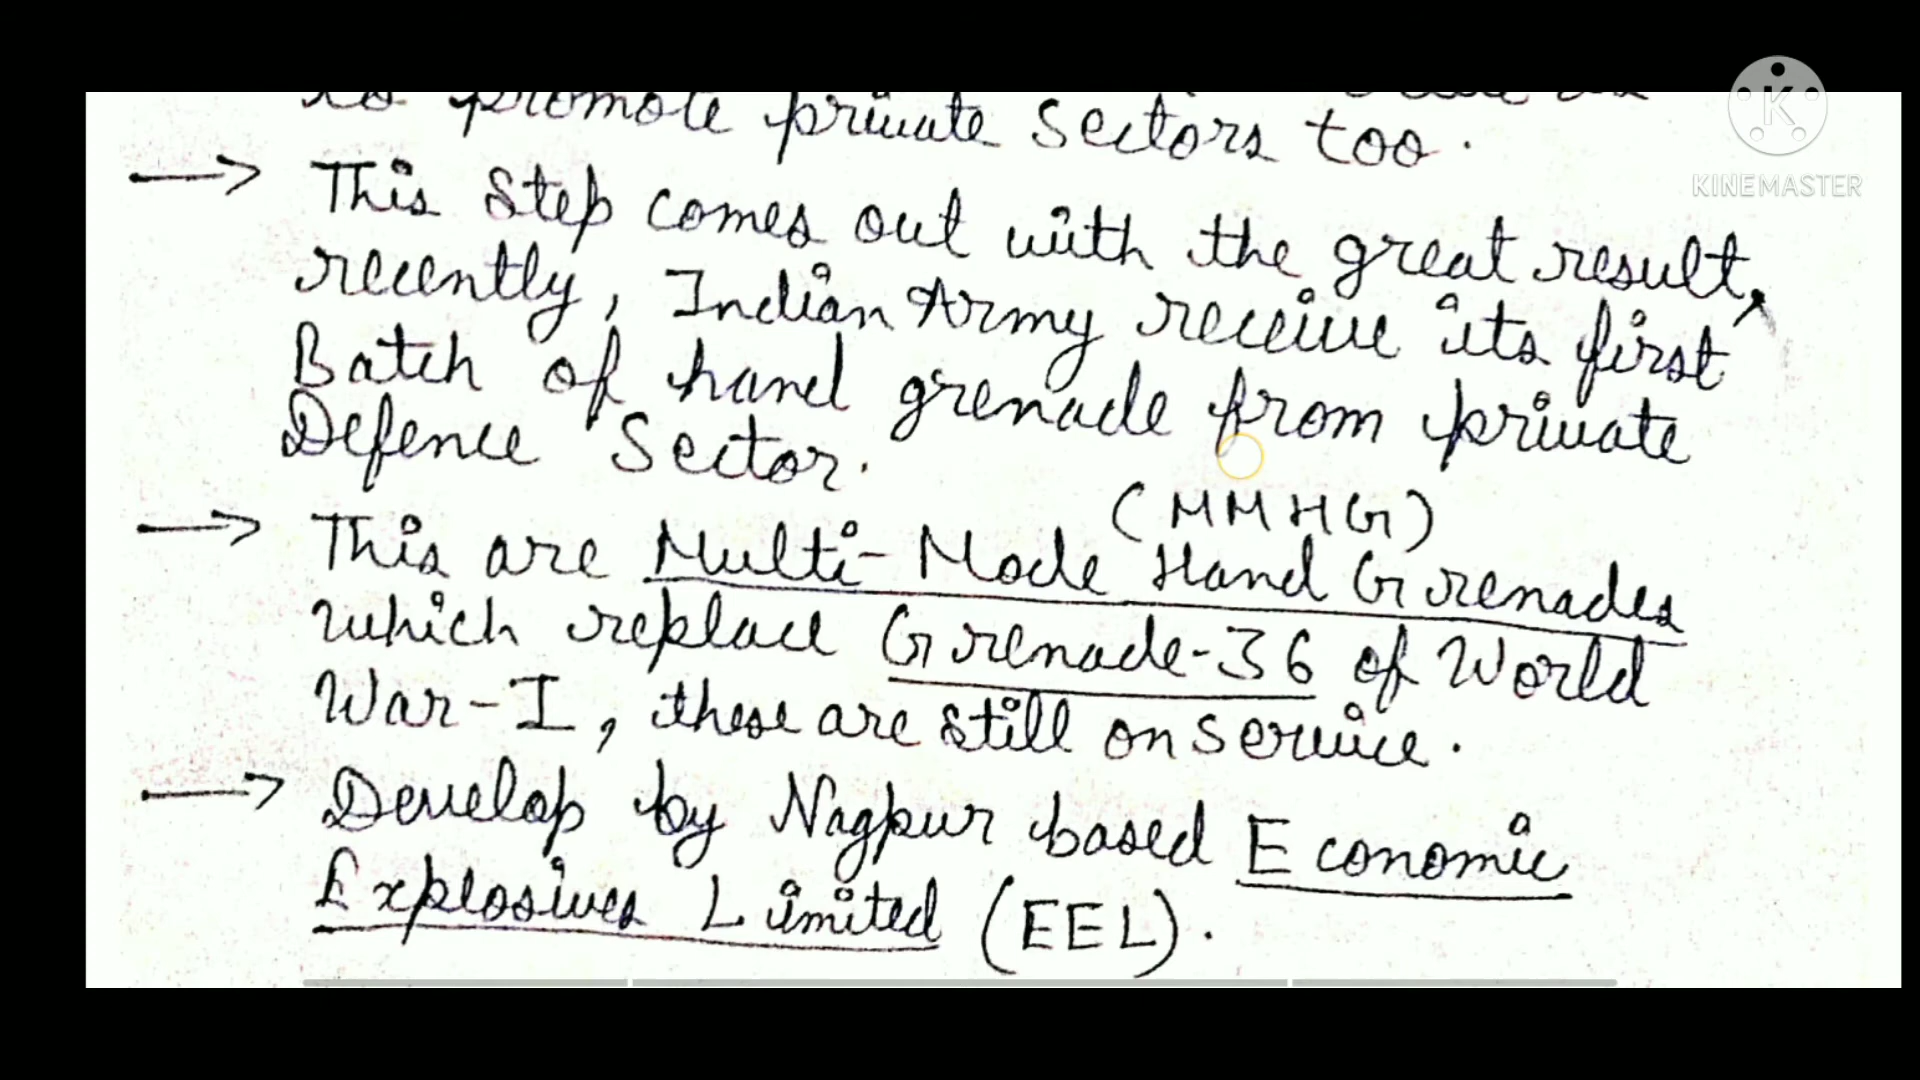 to promote private Sectors too.
K
KINEMASTER
→ This Step comes out with the great result,
recently, Indian Army receive its first
Batch of hand grenade from private
Defence Sector.
(MMHG)
→ This are Multi-Mode Hand Grenades
which replace Grenade-36 of World
War-I, these are still on service.
→ Develop by Nagpur based Economic
Explosives Limited (EEL).